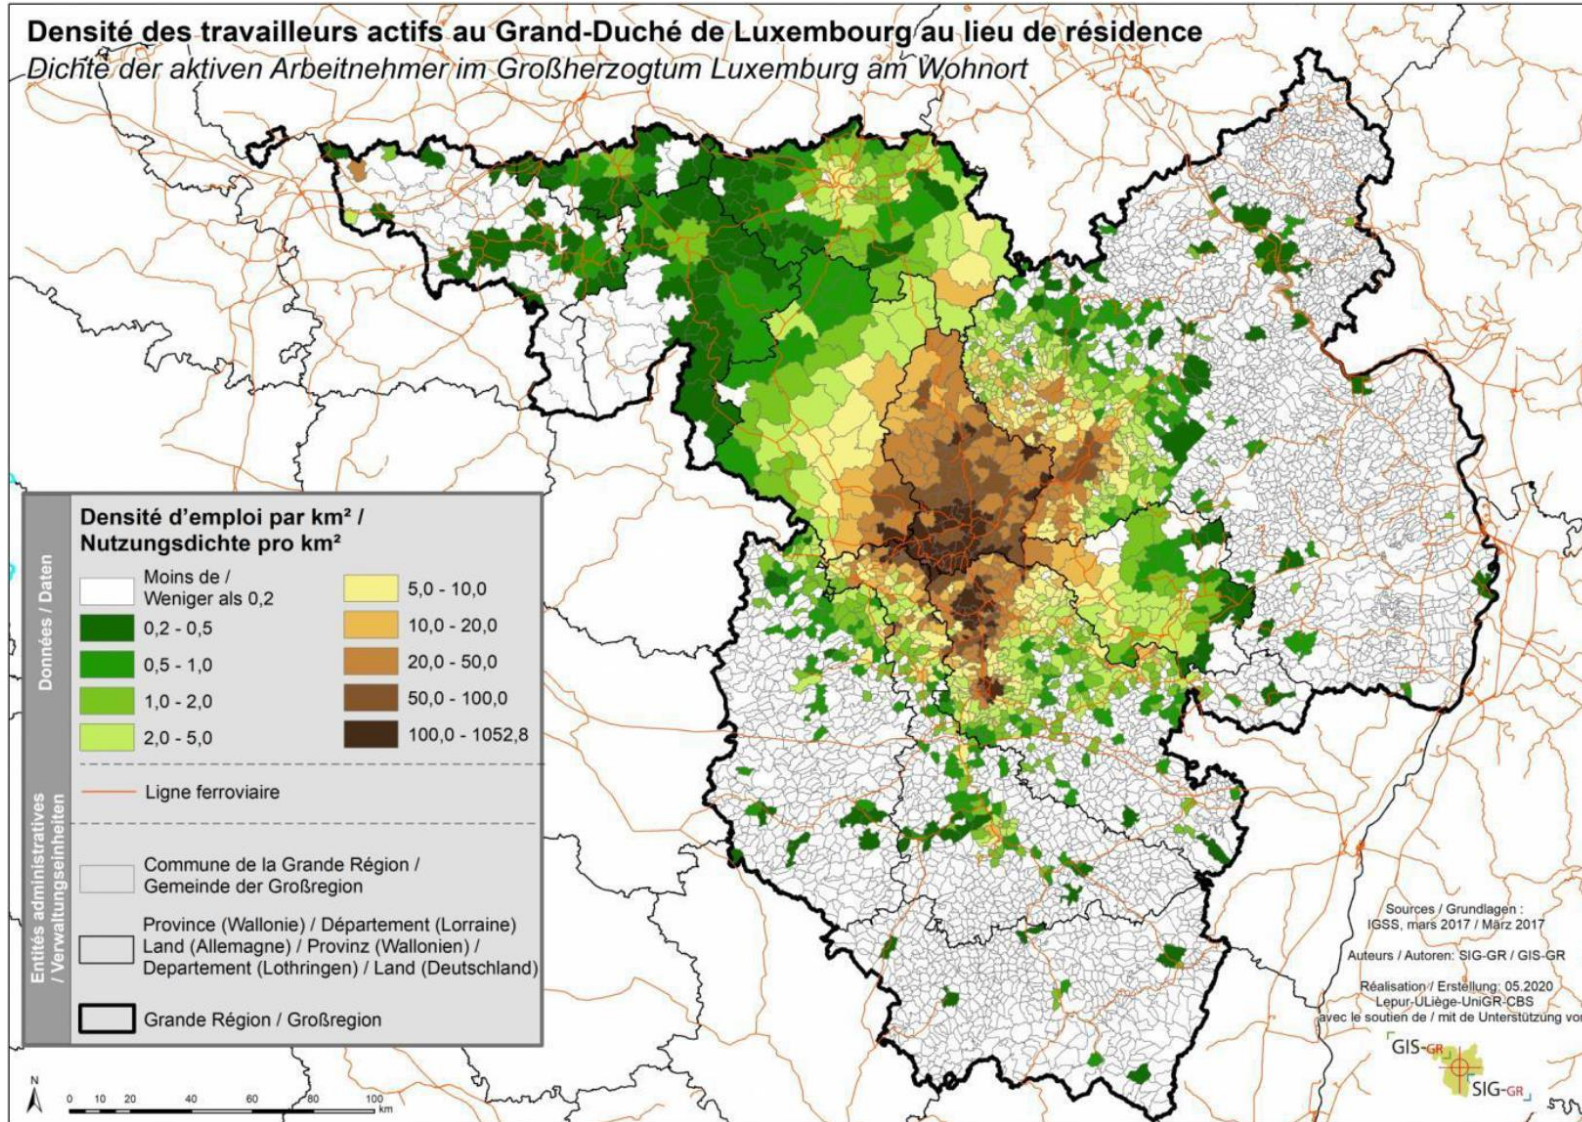 Densité des travailleurs actifs au Grand-Duché de Luxembourg au lieu de résidence
Dichte der aktiven Arbeitnehmer im Großherzogtum Luxemburg am Wohnort
Données / Daten
Densité d'emploi par km² /
Nutzungsdichte pro km²
Moins de /
Weniger als 0,2
0,2 - 0,5
0,5 - 1,0
1,0 - 2,0
2,0 - 5,0
5,0 - 10,0
10,0 - 20,0
20,0 - 50,0
50,0 - 100,0
100,0 - 1052,8
Ligne ferroviaire
Entités administratives
/ Verwaltungseinheiten
Commune de la Grande Région /
Gemeinde der Großregion
Province (Wallonie) / Département (Lorraine)
Land (Allemagne) / Provinz (Wallonien) /
Departement (Lothringen) / Land (Deutschland)
Grande Région / Großregion
N
0 10 20 40 60 80 100
km
Sources / Grundlagen :
IGSS, mars 2017 / März 2017
Auteurs / Autoren: SIG-GR / GIS-GR
Réalisation / Erstellung: 05.2020
Lepur-ULiège-UniGR-CBS
avec le soutien de / mit de Unterstützung von
GIS-GR
SIG-GR